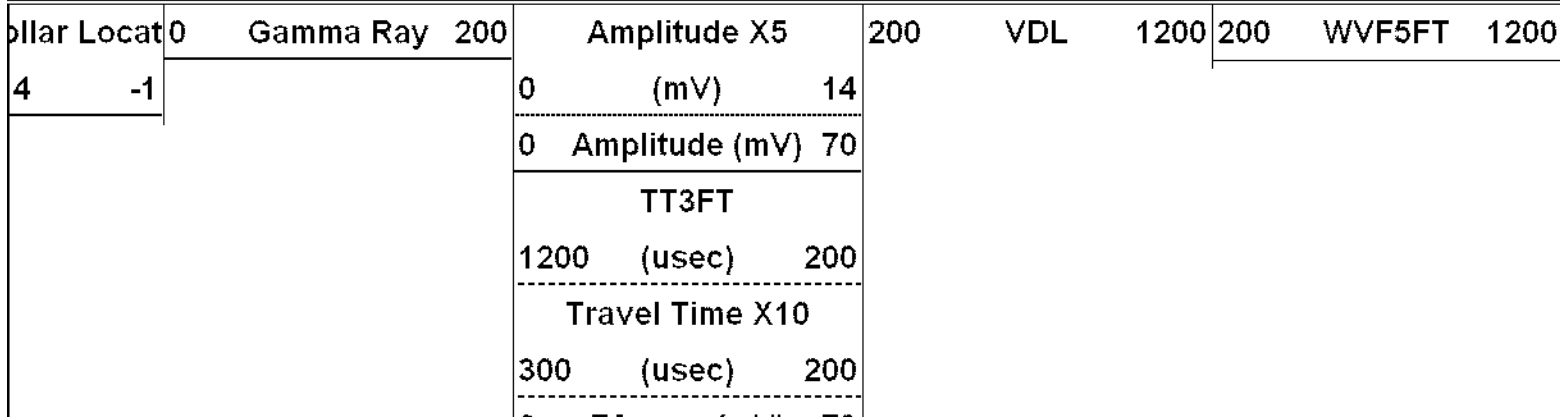 ollar Locat
4 -1
0 Gamma Ray 200
Amplitude X5
0 (mV) 14
0 Amplitude (mV) 70
TT3FT
1200 (usec) 200
Travel Time X10
300 (usec) 200
200 VDL 1200
200 WVF5FT 1200